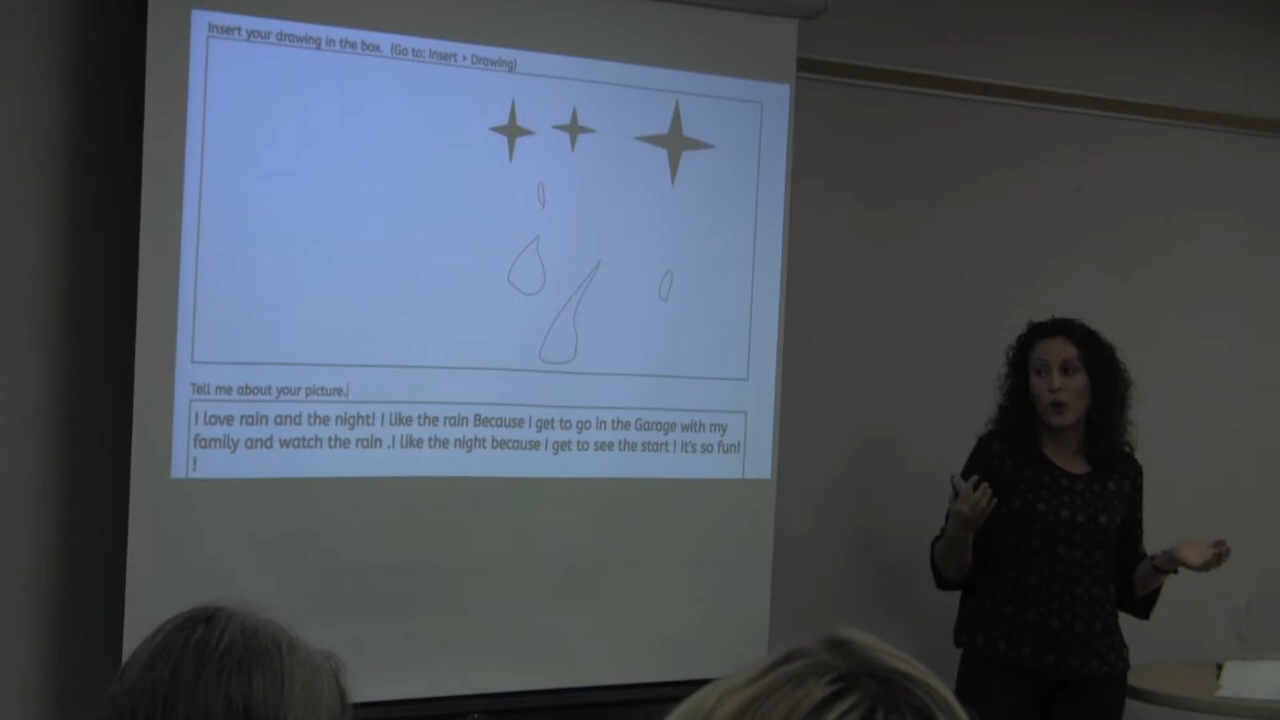 Insert your drawing in the box. (Go to: Insert > Drawing)
Tell me about your picture.
I love rain and the night! I like the rain Because I get to go in the Garage with my
family and watch the rain .I like the night because I get to see the start ! It's so fun!
!